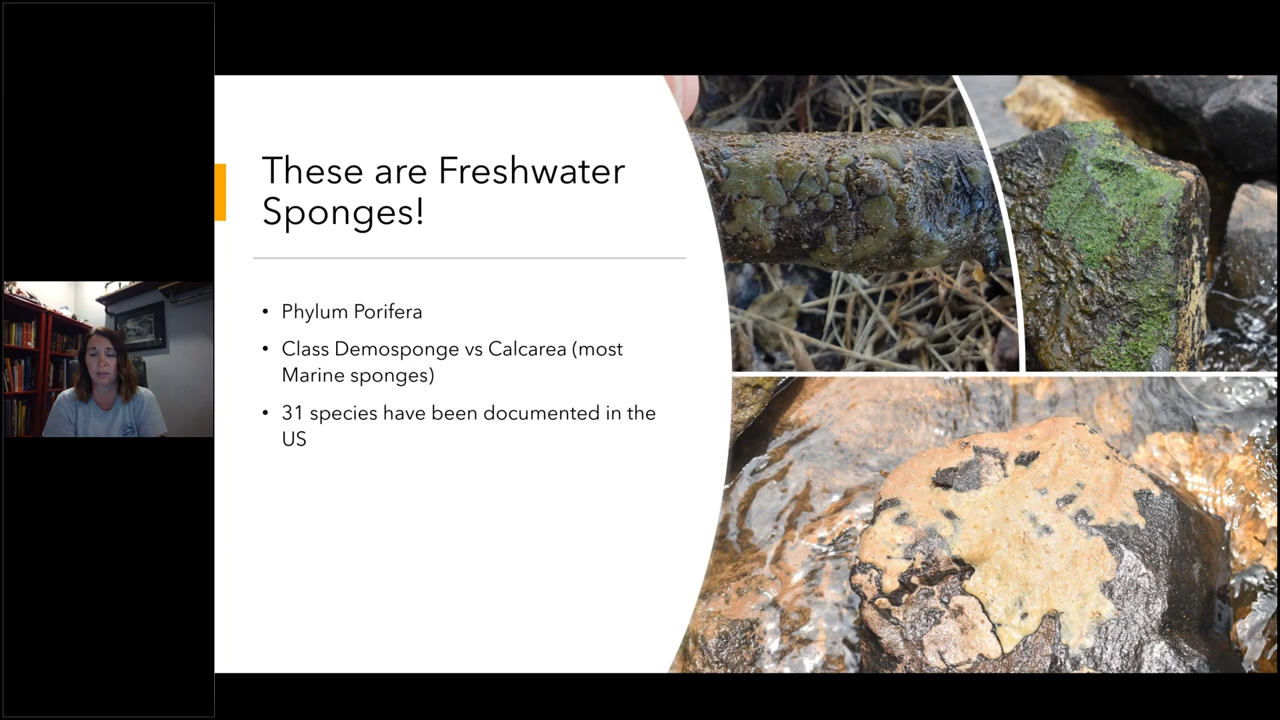 These are Freshwater
Sponges!
• Phylum Porifera
• Class Demosponge vs Calcarea (most
Marine sponges)
• 31 species have been documented in the
US